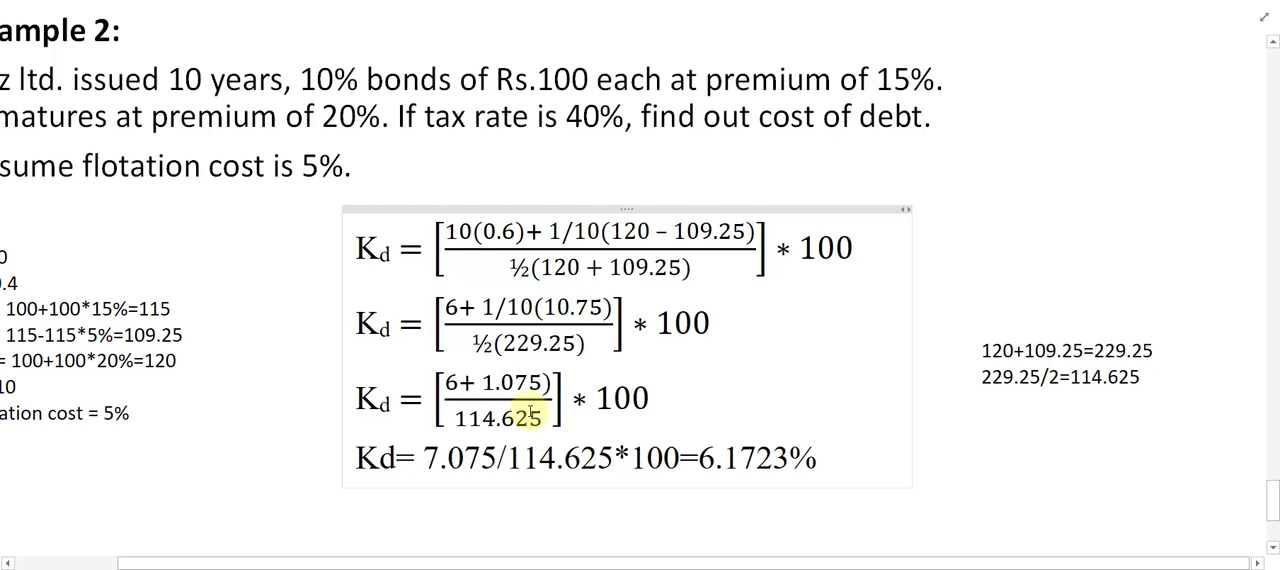 ample 2:
z ltd. issued 10 years, 10% bonds of Rs.100 each at premium of 15%.
matures at premium of 20%. If tax rate is 40%, find out cost of debt.
sume flotation cost is 5%.
0
.4
100+100*15%=115
115-115*5%=109.25
= 100+100*20%=120
10
ation cost = 5%
K_d = [10(0.6)+ 1/10(120 – 109.25) / ½(120 + 109.25)] * 100
K_d = [6+ 1/10(10.75) / ½(229.25)] * 100
K_d = [6+ 1.075) / 114.625] * 100
Kd= 7.075/114.625*100=6.1723%
120+109.25=229.25
229.25/2=114.625